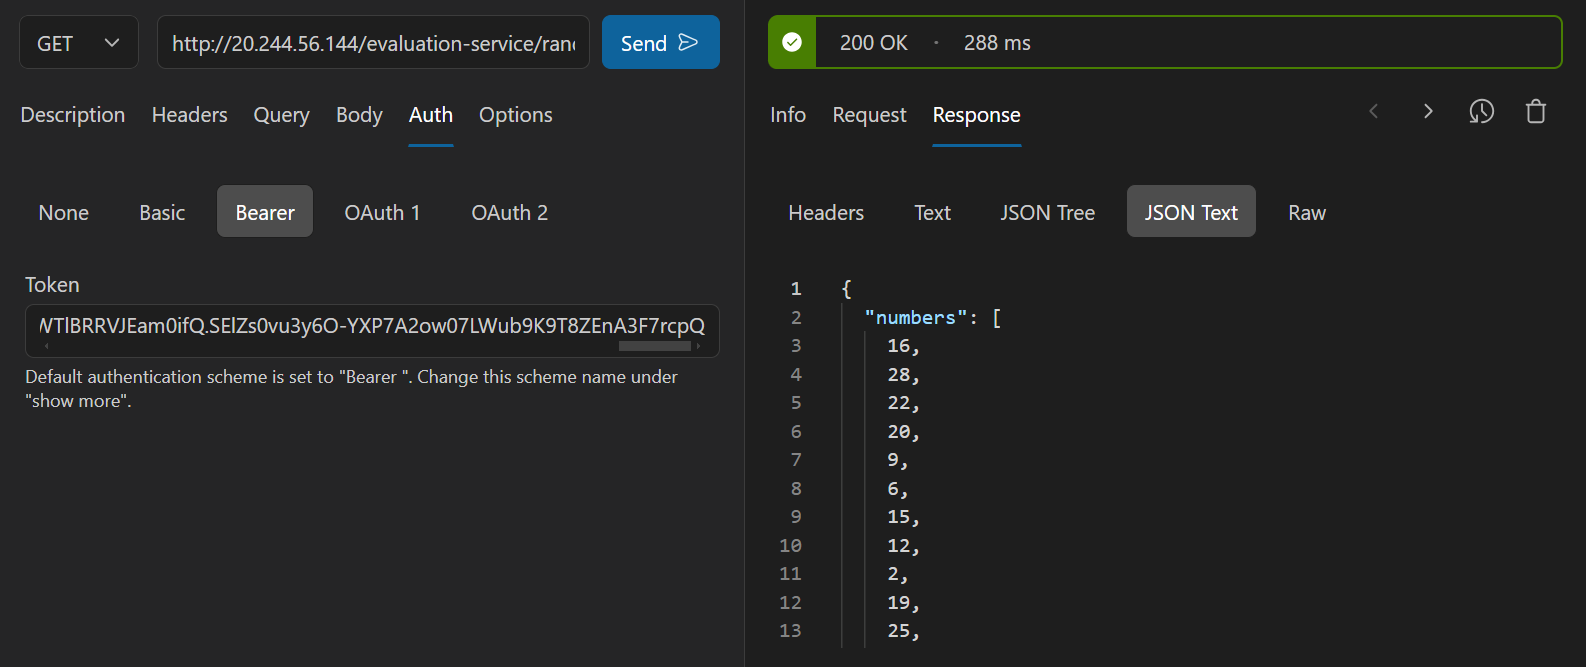 GET
http://20.244.56.144/evaluation-service/ran
Send
Description Headers Query Body Auth Options
None Basic Bearer OAuth 1 OAuth 2
Token
WTlBRRVJEam0ifQ.SElZs0vu3y6O-YXP7A2ow07LWub9K9T8ZEnA3F7rcpQ
Default authentication scheme is set to "Bearer ". Change this scheme name under
"show more".
200 OK · 288 ms
Info Request Response
Headers Text JSON Tree JSON Text Raw
1 {
2 "numbers": [
3 16,
4 28,
5 22,
6 20,
7 9,
8 6,
9 15,
10 12,
11 2,
12 19,
13 25,